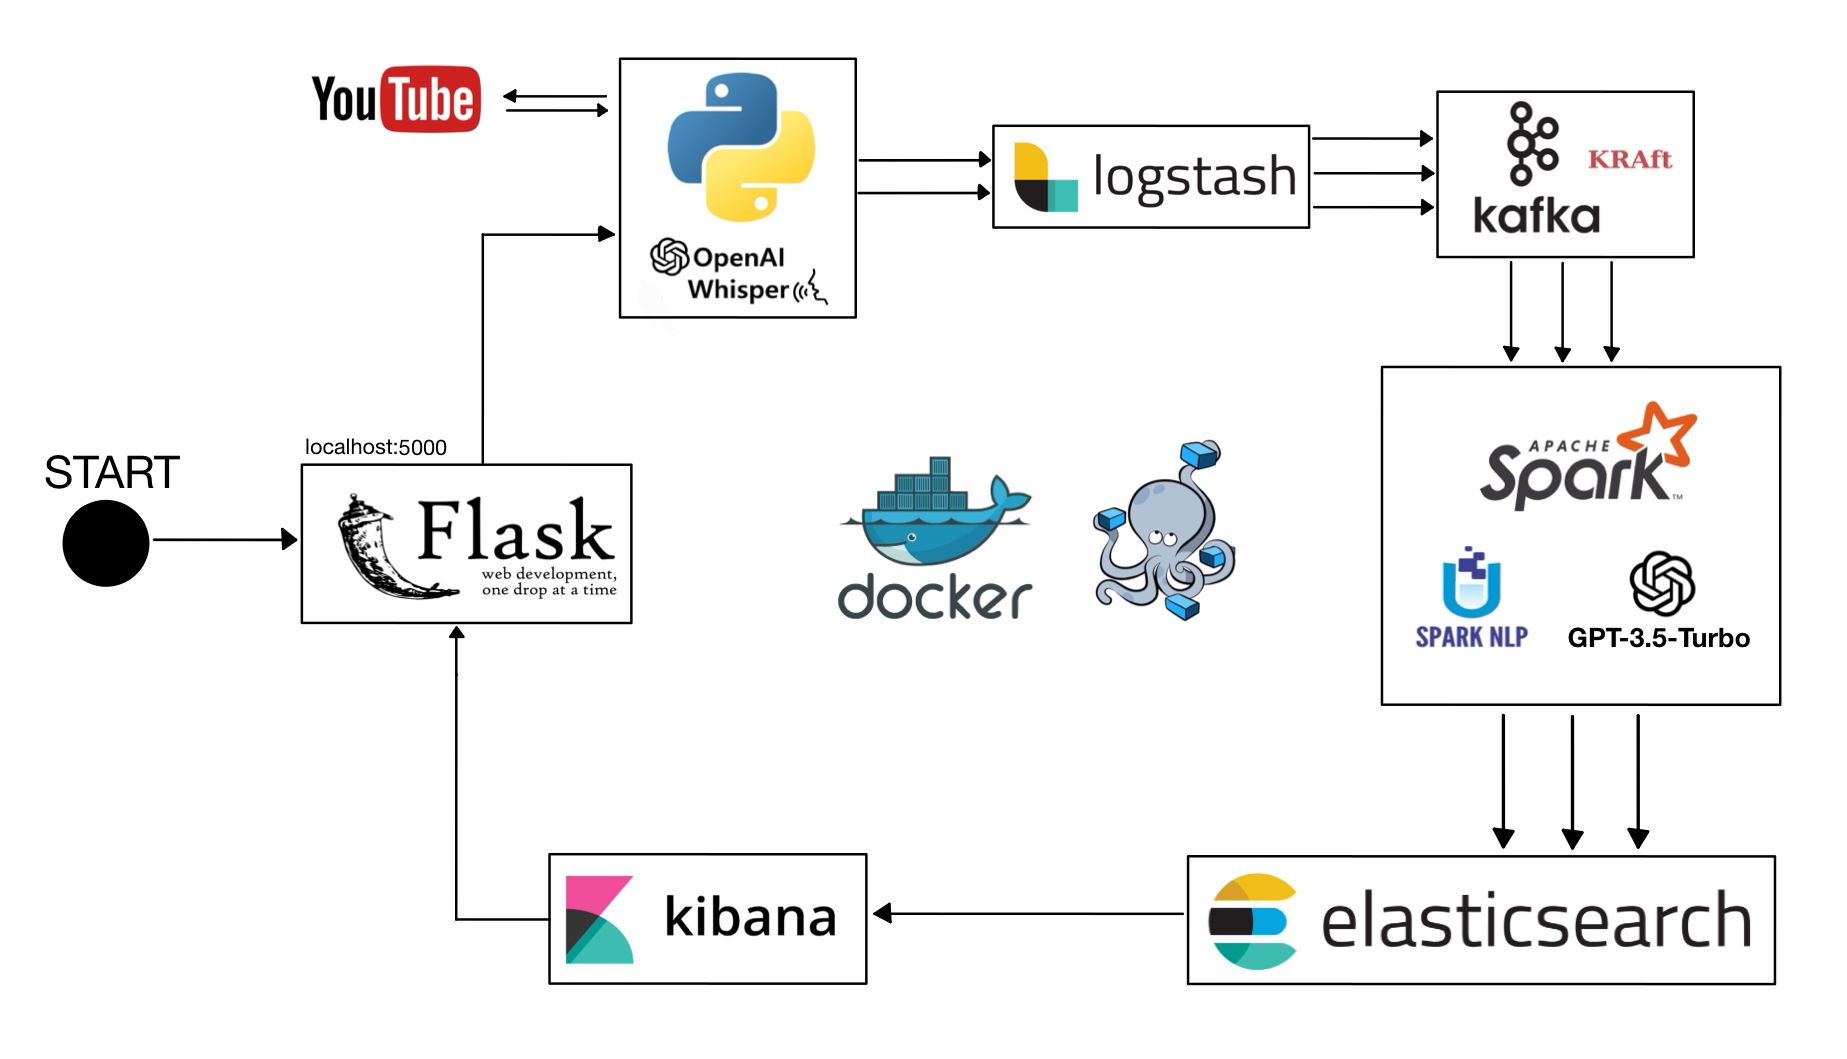 YouTube
OpenAI
Whisper
logstash
kafka
KRAft
START
localhost:5000
Flask
web development,
one drop at a time
docker
APACHE
Spark™
SPARK NLP
GPT-3.5-Turbo
kibana
elasticsearch